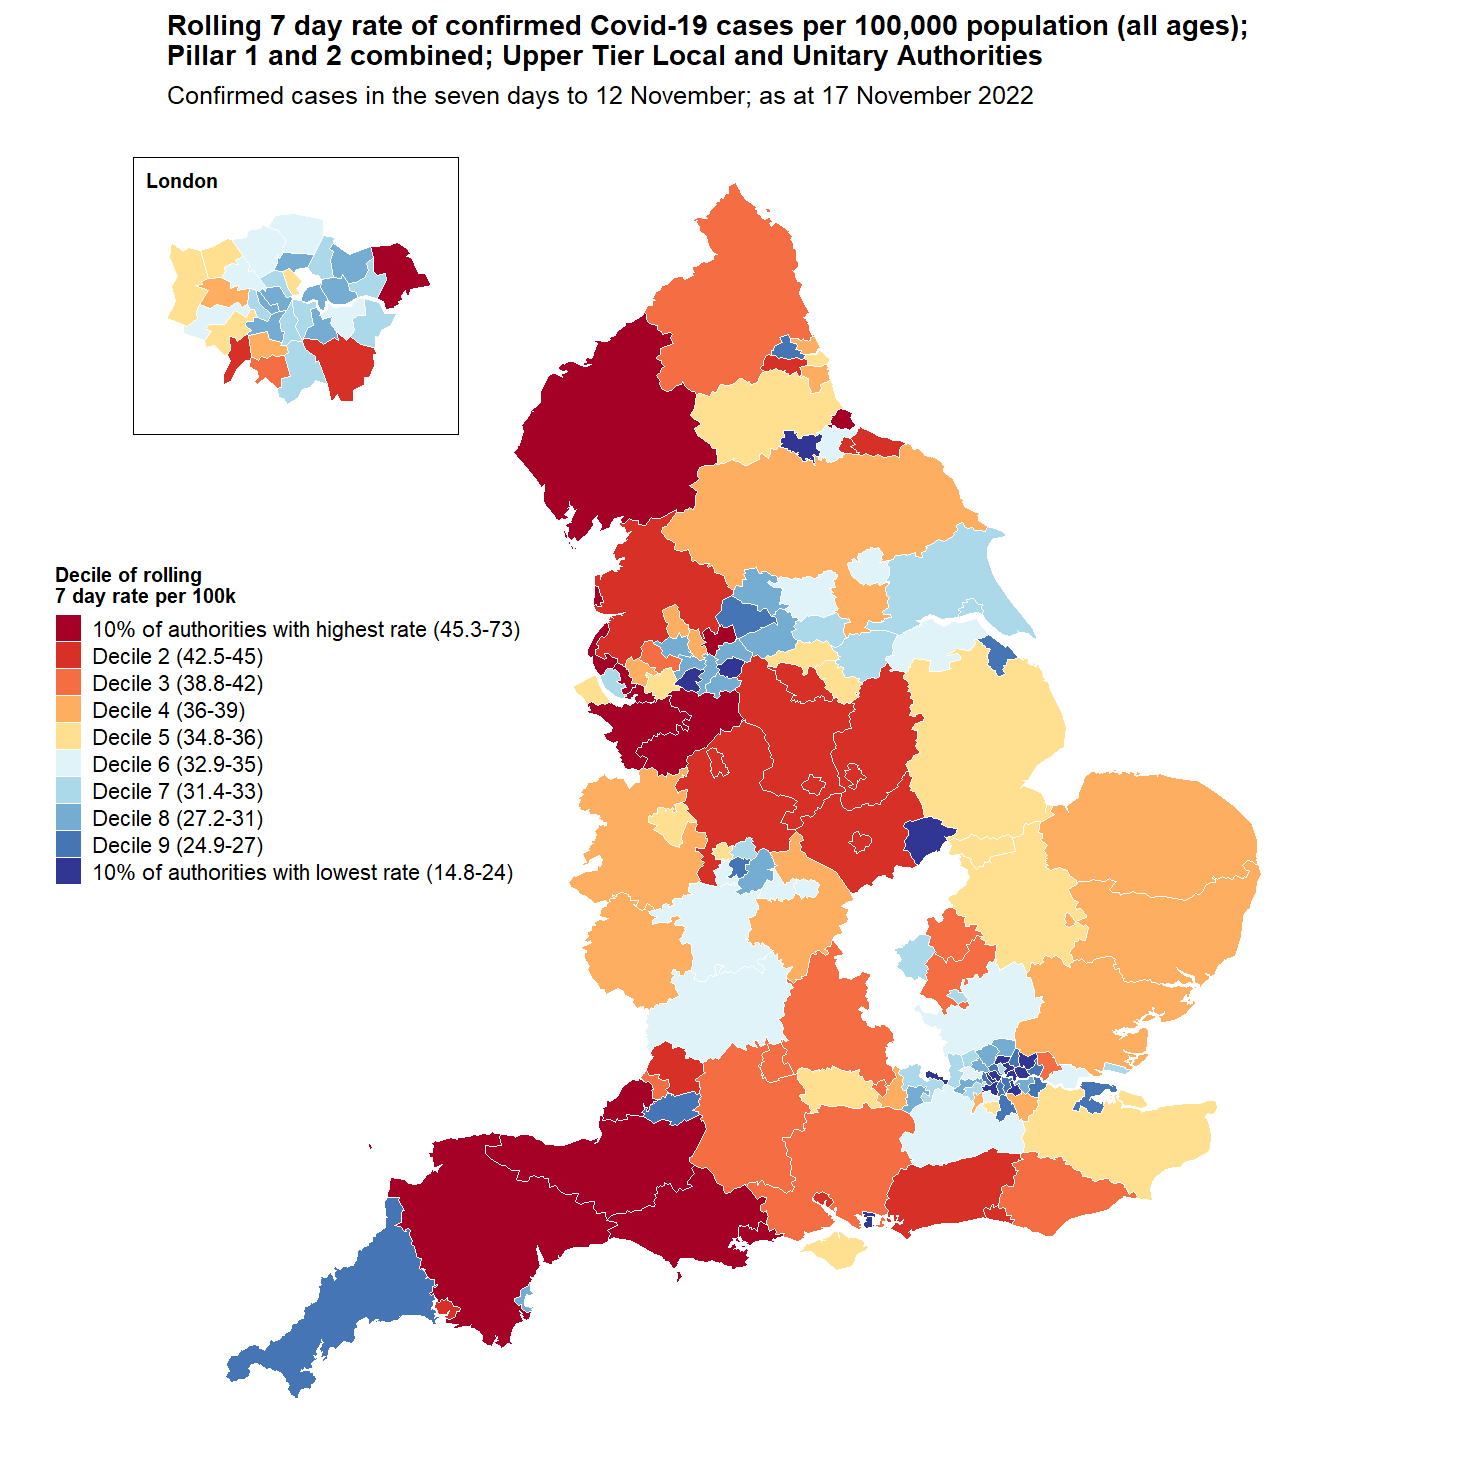 Rolling 7 day rate of confirmed Covid-19 cases per 100,000 population (all ages);
Pillar 1 and 2 combined; Upper Tier Local and Unitary Authorities
Confirmed cases in the seven days to 12 November; as at 17 November 2022
London
Decile of rolling
7 day rate per 100k
10% of authorities with highest rate (45.3-73)
Decile 2 (42.5-45)
Decile 3 (38.8-42)
Decile 4 (36-39)
Decile 5 (34.8-36)
Decile 6 (32.9-35)
Decile 7 (31.4-33)
Decile 8 (27.2-31)
Decile 9 (24.9-27)
10% of authorities with lowest rate (14.8-24)